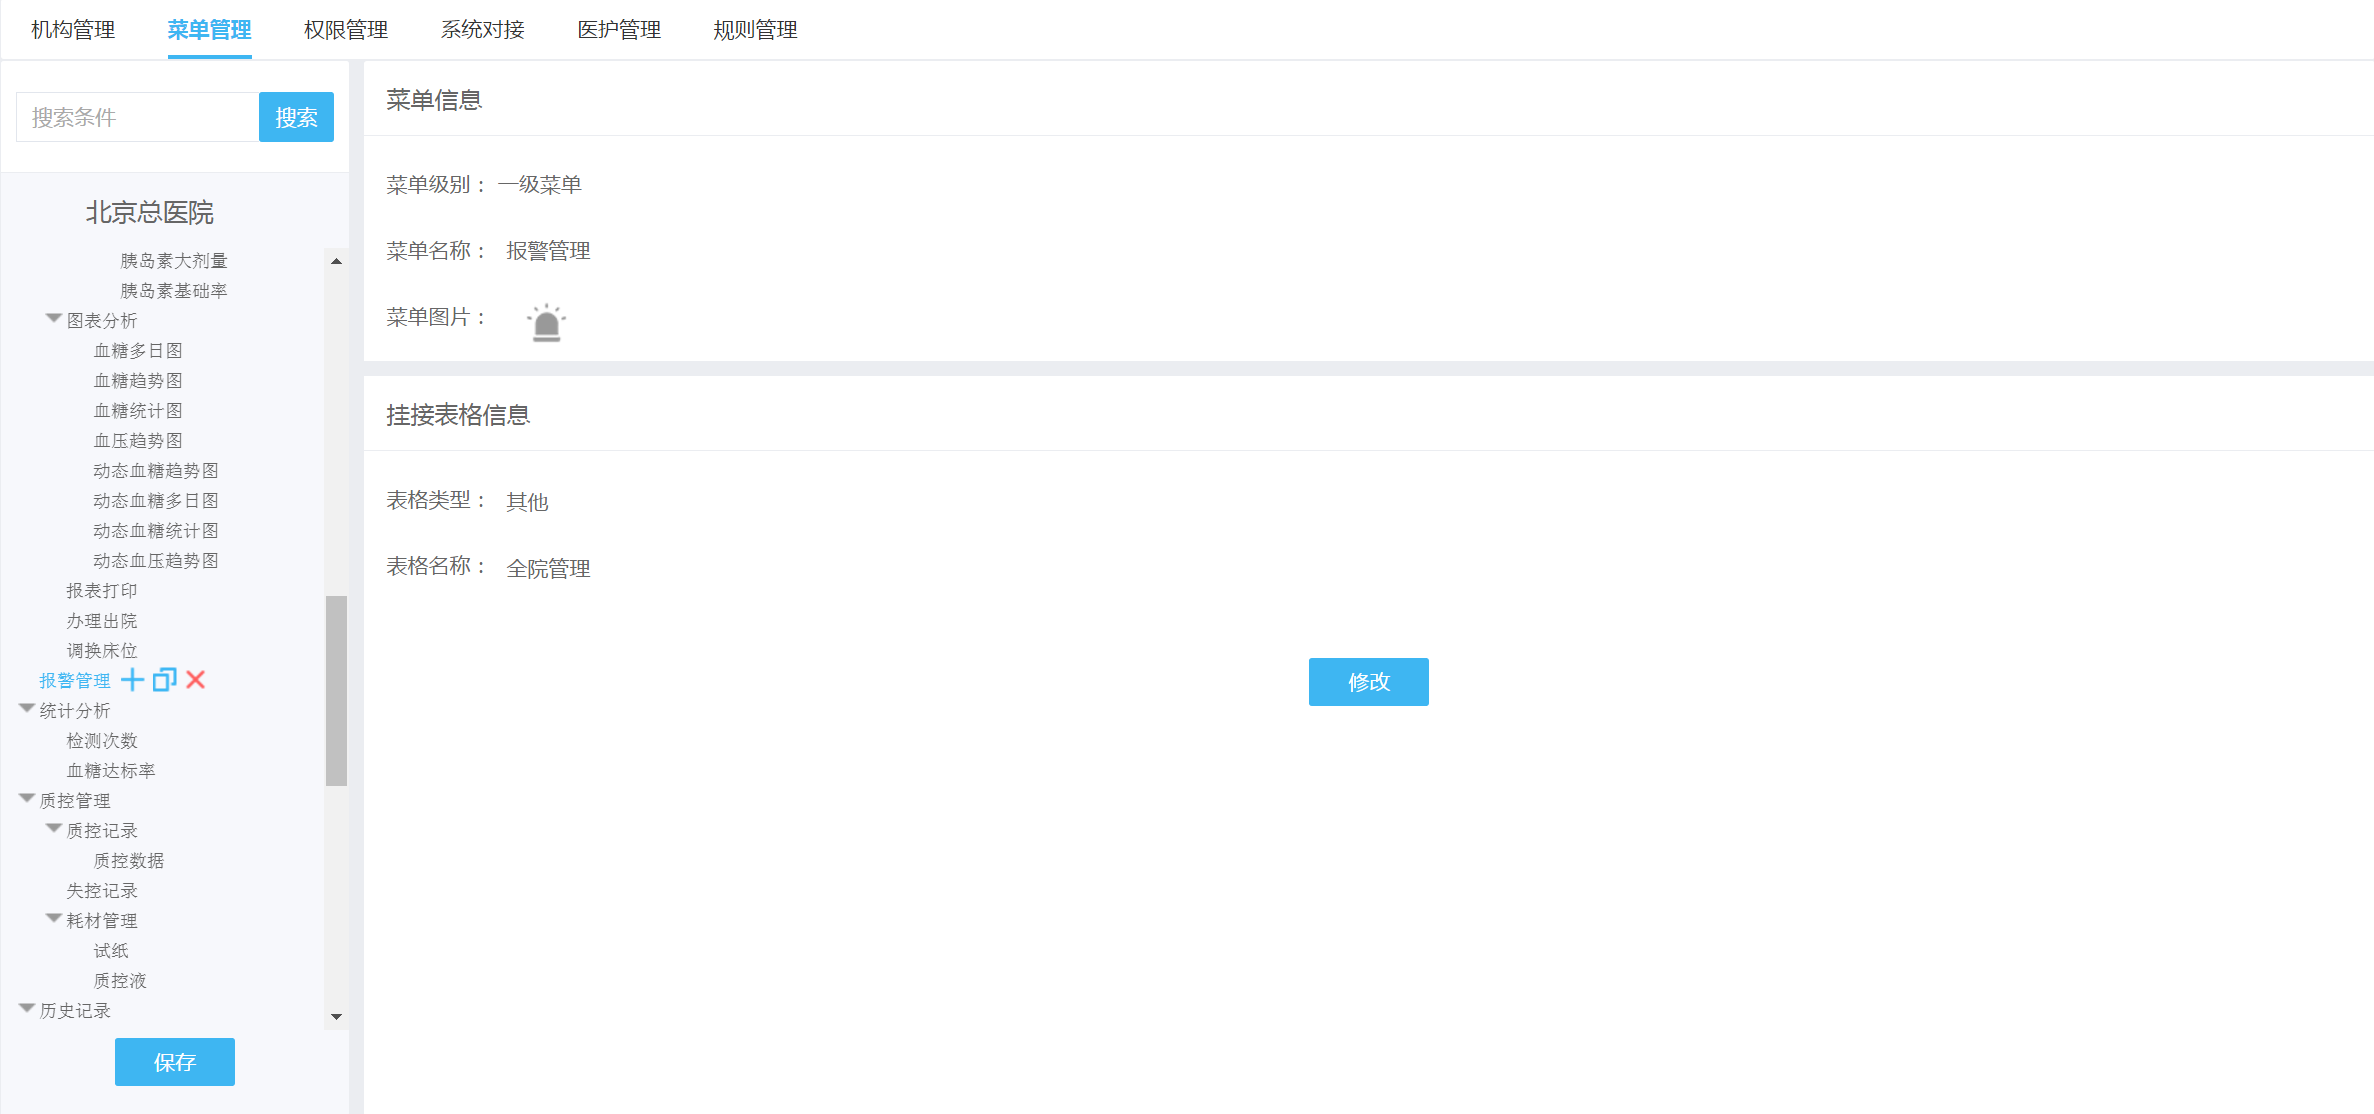 机构管理 菜单管理 权限管理 系统对接 医护管理 规则管理
搜索条件 搜索
北京总医院
胰岛素大剂量
胰岛素基础率
图表分析
血糖多日图
血糖趋势图
血糖统计图
血压趋势图
动态血糖趋势图
动态血糖多日图
动态血糖统计图
动态血压趋势图
报表打印
办理出院
调换床位
报警管理
统计分析
检测次数
血糖达标率
质控管理
质控记录
质控数据
失控记录
耗材管理
试纸
质控液
历史记录
保存
菜单信息
菜单级别： 一级菜单
菜单名称： 报警管理
菜单图片：
挂接表格信息
表格类型： 其他
表格名称： 全院管理
修改